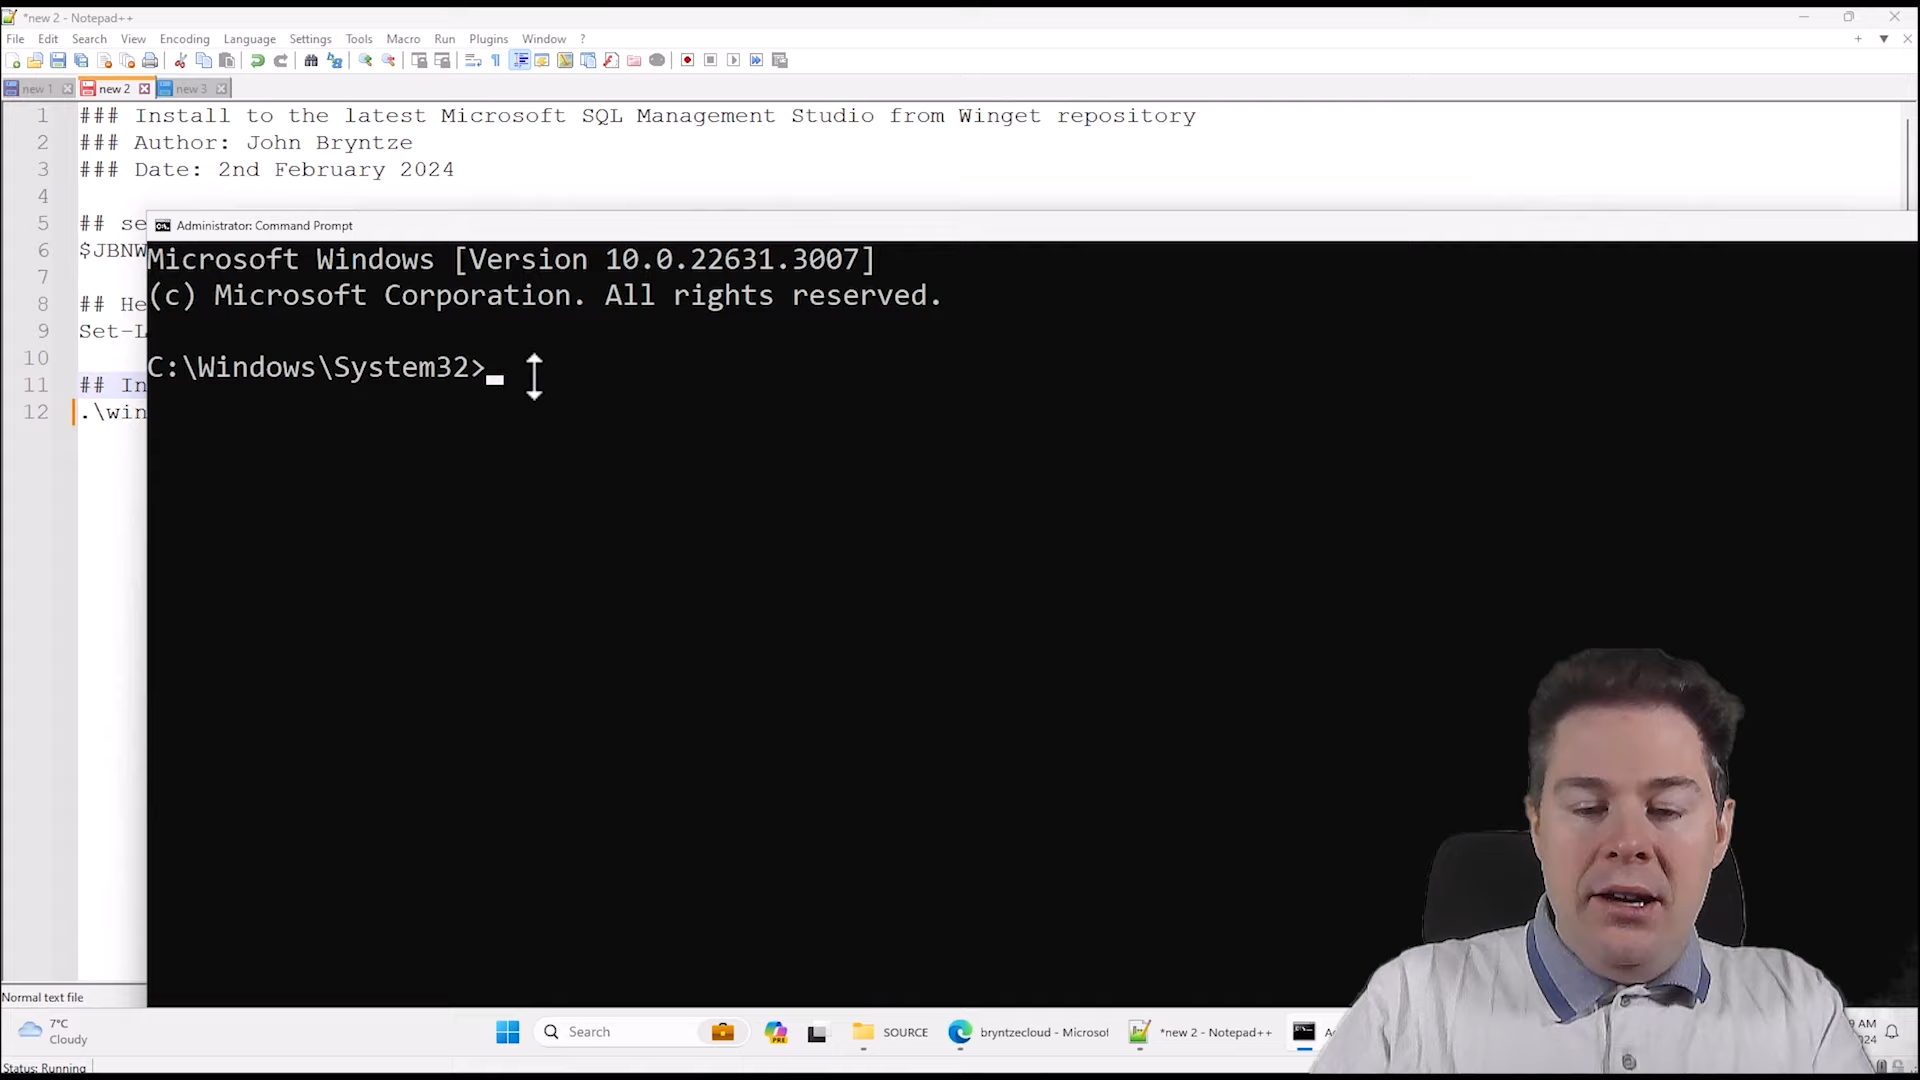 *new 2 - Notepad++
File Edit Search View Encoding Language Settings Tools Macro Run Plugins Window ?
new 1 new 2 new 3
1 ### Install to the latest Microsoft SQL Management Studio from Winget repository
2 ### Author: John Bryntze
3 ### Date: 2nd February 2024
4
5 ## se
Administrator: Command Prompt
6 $JBNW
Microsoft Windows [Version 10.0.22631.3007]
7
(c) Microsoft Corporation. All rights reserved.
8 ## He
9 Set-L
10
C:\Windows\System32>
11 ## In
12 .\win
Normal text file
7°C
Cloudy
Search
PRE
SOURCE
bryntzecloud - Microsof
*new 2 - Notepad++
9 AM
2024
Status: Running